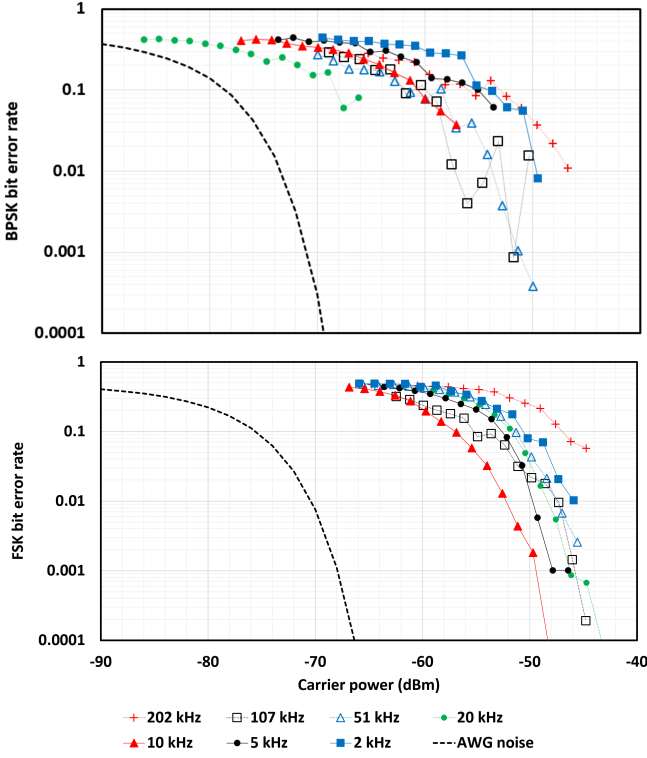 1
0.1
0.01
0.001
0.0001
BPSK bit error rate
1
0.1
0.01
0.001
0.0001
FSK bit error rate
-90 -80 -70 -60 -50 -40
Carrier power (dBm)
202 kHz 107 kHz 51 kHz 20 kHz
10 kHz 5 kHz 2 kHz AWG noise